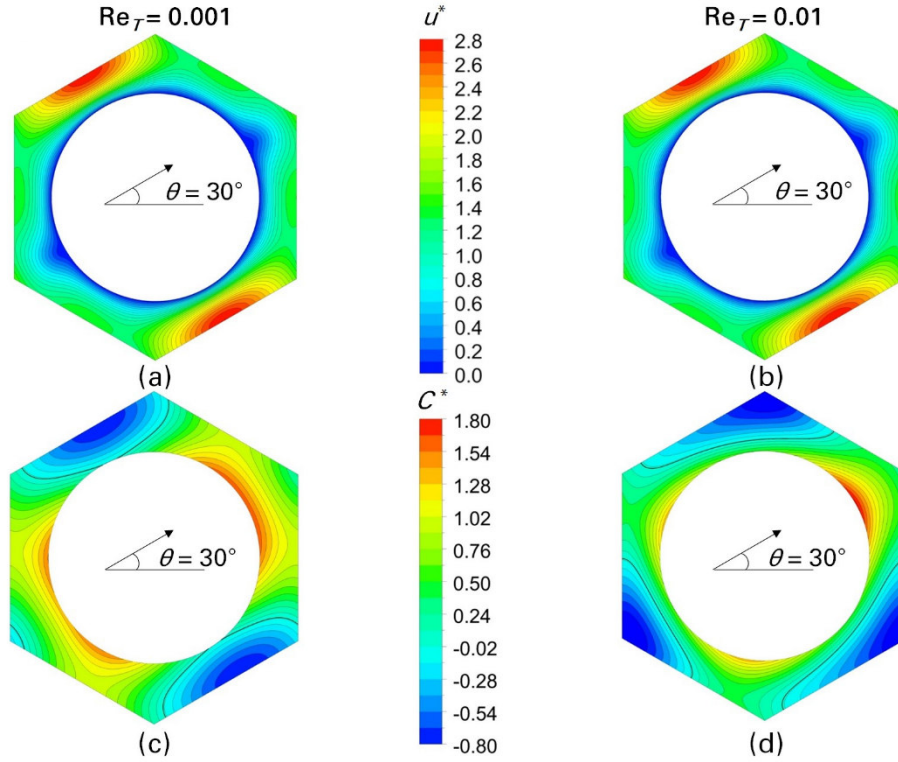 Re_T = 0.001
u*
Re_T = 0.01
2.8
2.6
2.4
2.2
2.0
1.8
1.6
1.4
1.2
1.0
0.8
0.6
0.4
0.2
0.0
θ = 30°
θ = 30°
(a)
(b)
C*
1.80
1.54
1.28
1.02
0.76
0.50
0.24
-0.02
-0.28
-0.54
-0.80
θ = 30°
θ = 30°
(c)
(d)